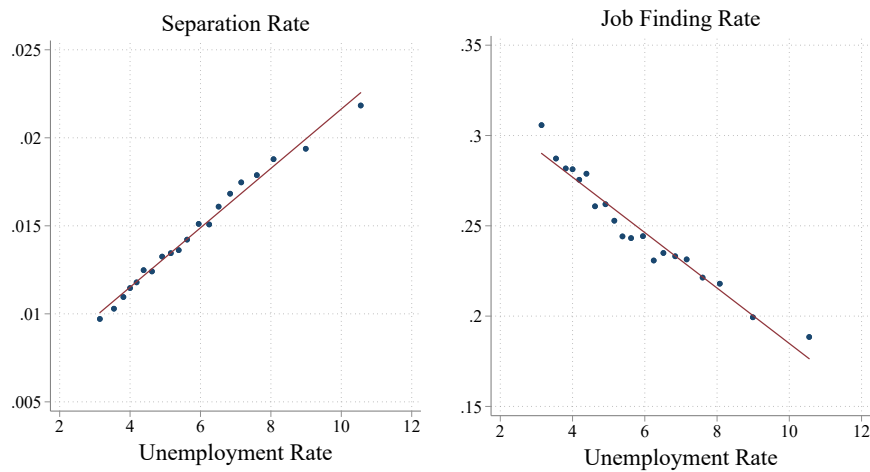 Separation Rate
.025
.02
.015
.01
.005
2 4 6 8 10 12
Unemployment Rate
Job Finding Rate
.35
.3
.25
.2
.15
2 4 6 8 10 12
Unemployment Rate